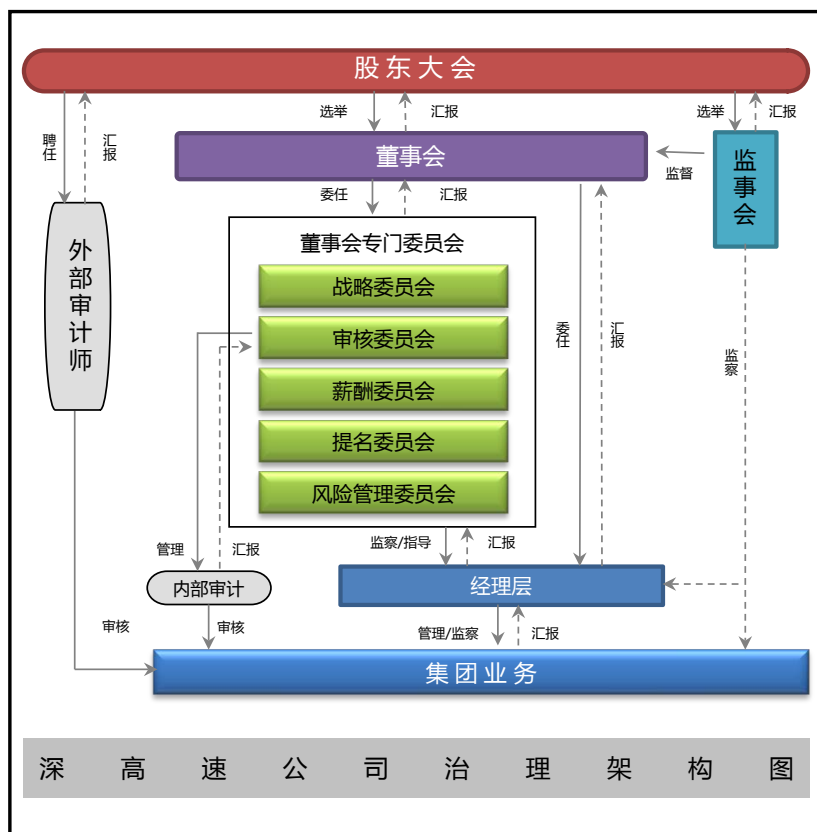 股东大会
选举
汇报
选举
汇报
聘任
汇报
董事会
监督
监事会
委任
汇报
外部审计师
董事会专门委员会
战略委员会
审核委员会
薪酬委员会
提名委员会
风险管理委员会
委任
汇报
监察
管理
汇报
监察/指导
汇报
内部审计
经理层
审核
审核
管理/监察
汇报
集团业务
深高速公司治理架构图